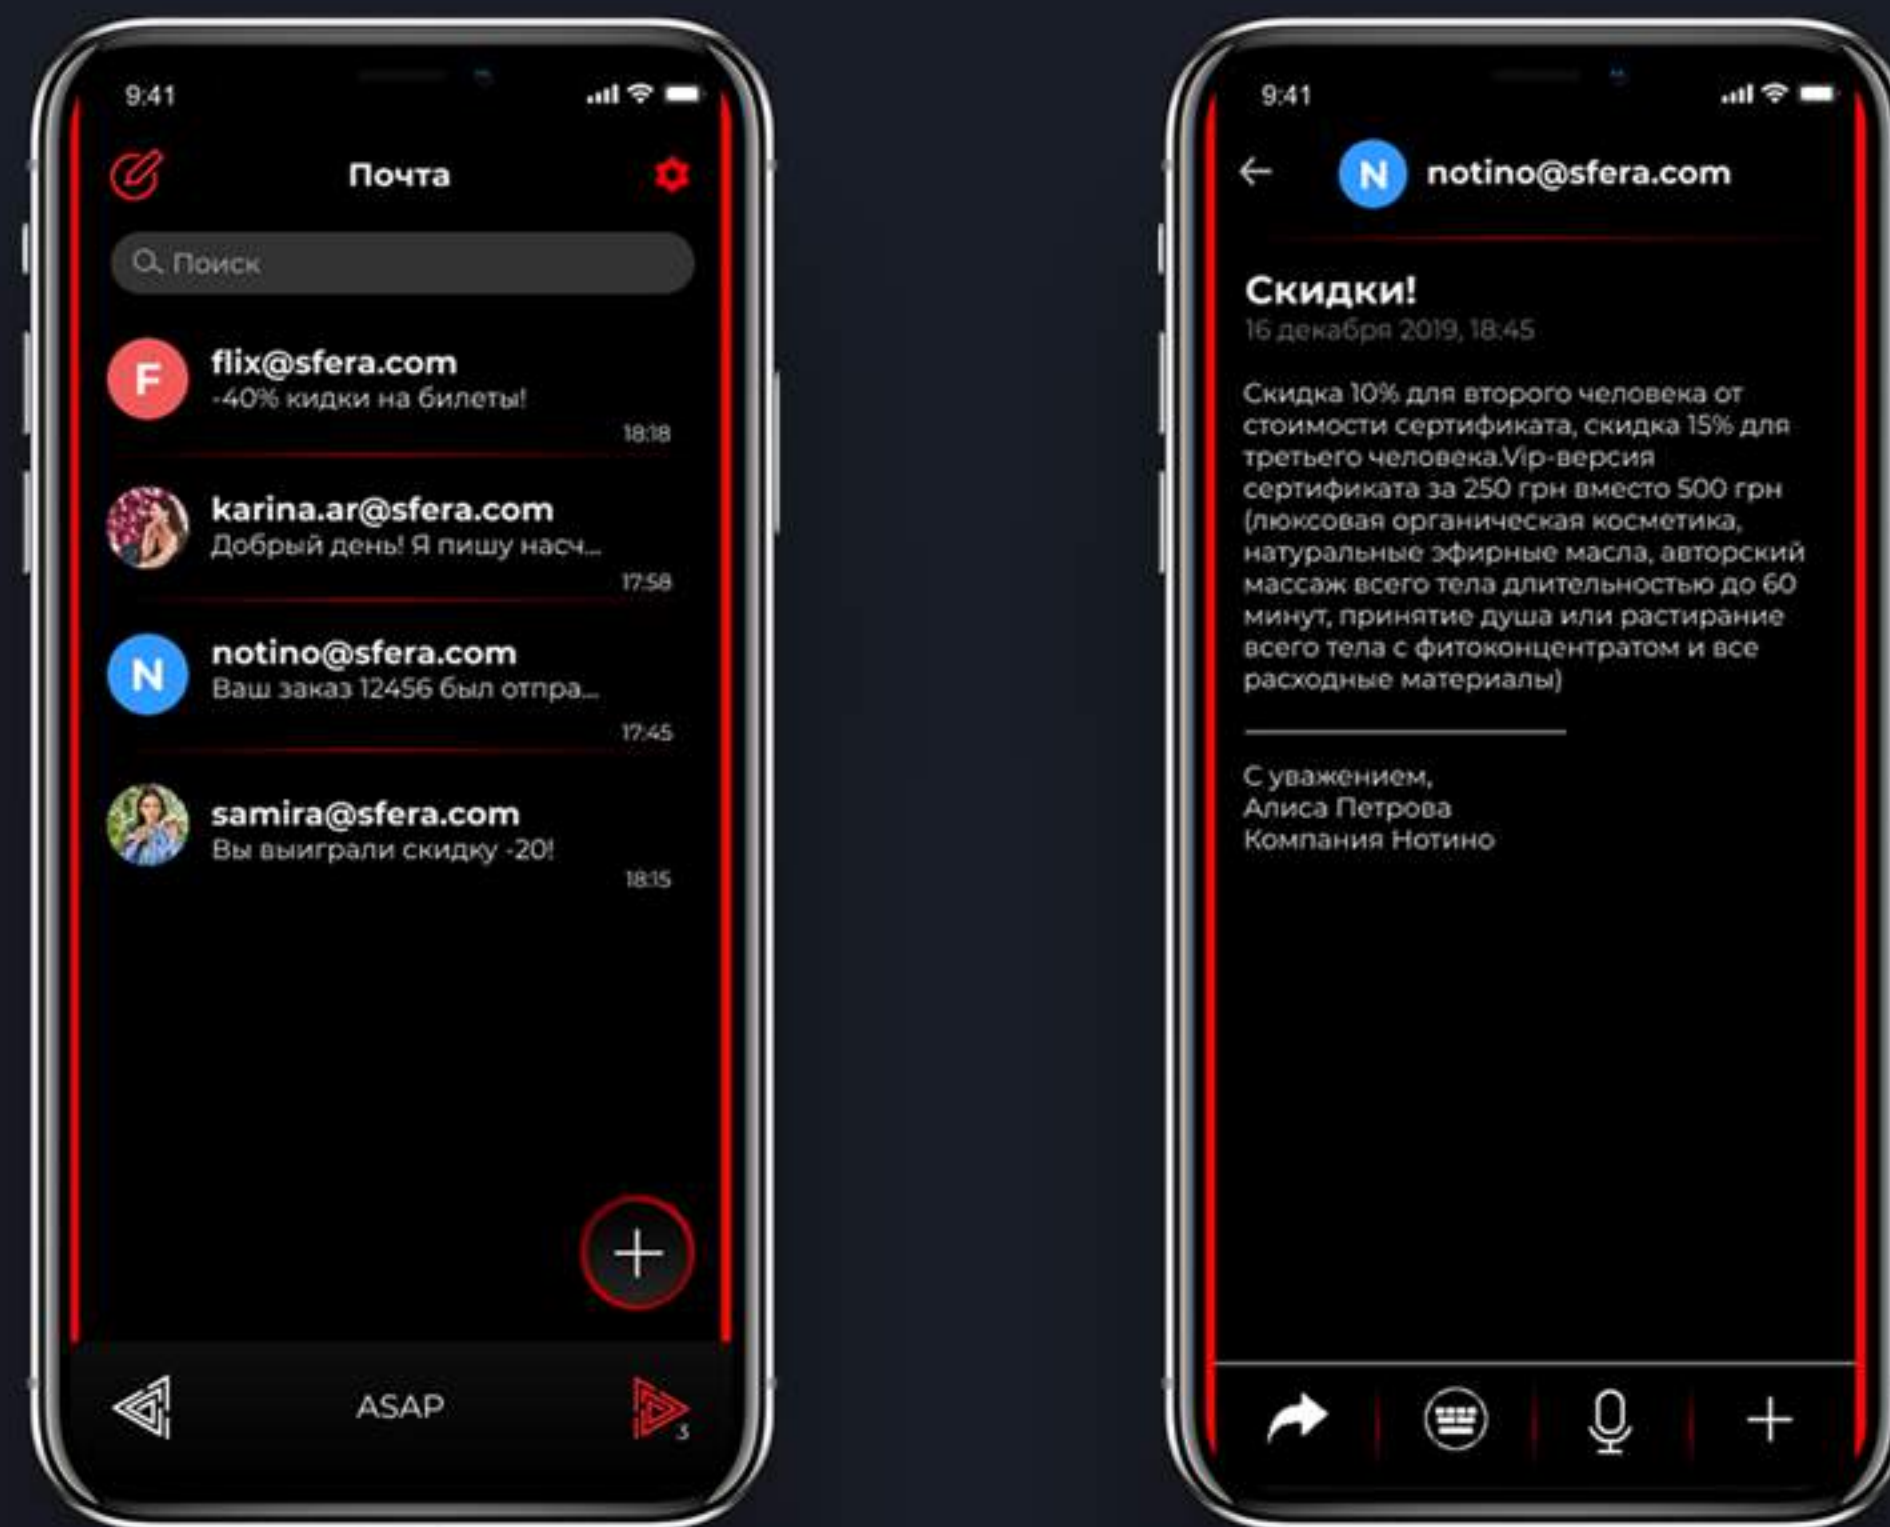 9:41
Почта
Поиск
F
flix@sfera.com
-40% кидки на билеты!
18:18
karina.ar@sfera.com
Добрый день! Я пишу насч...
17:58
N
notino@sfera.com
Ваш заказ 12456 был отпра...
17:45
samira@sfera.com
Вы выиграли скидку -20!
18:15
ASAP
3
9:41
N
notino@sfera.com
Скидки!
16 декабря 2019, 18:45
Скидка 10% для второго человека от
стоимости сертификата, скидка 15% для
третьего человека.Vip-версия
сертификата за 250 грн вместо 500 грн
(люксовая органическая косметика,
натуральные эфирные масла, авторский
массаж всего тела длительностью до 60
минут, принятие душа или растирание
всего тела с фитоконцентратом и все
расходные материалы)
С уважением,
Алиса Петрова
Компания Нотино